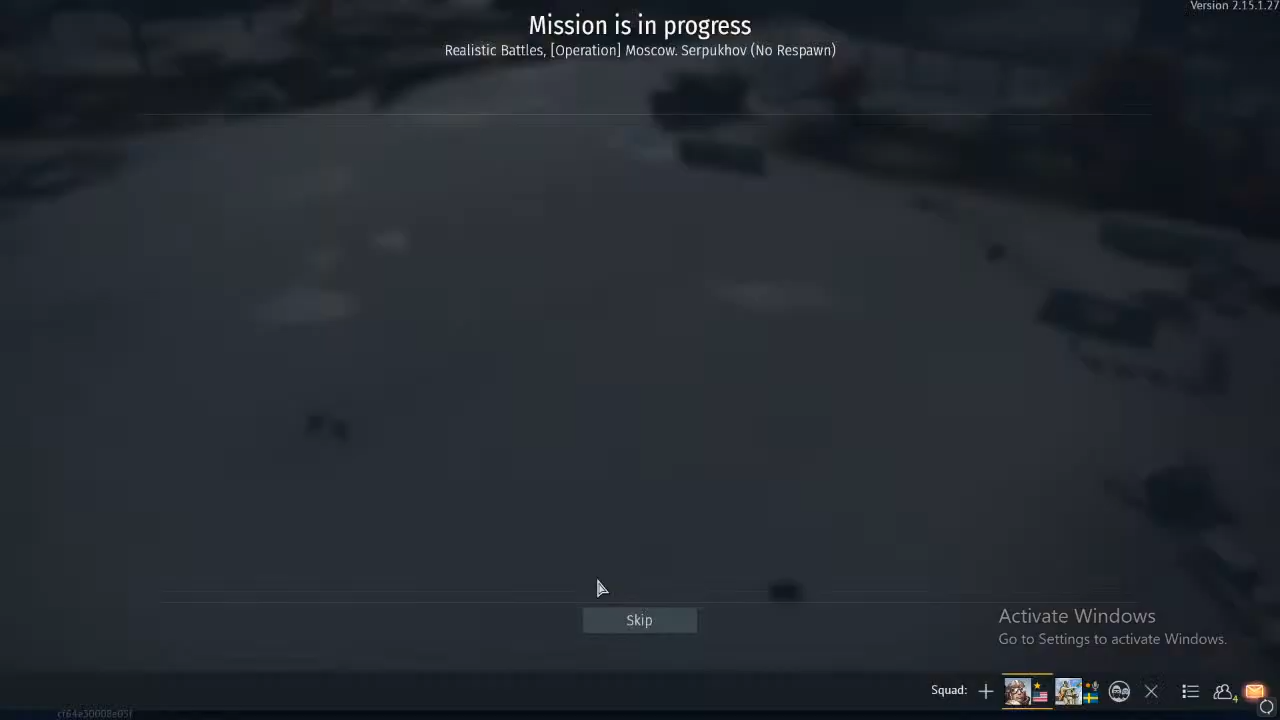 Version 2.15.1.27
Mission is in progress
Realistic Battles, [Operation] Moscow. Serpukhov (No Respawn)
Skip
Activate Windows
Go to Settings to activate Windows.
Squad:
4